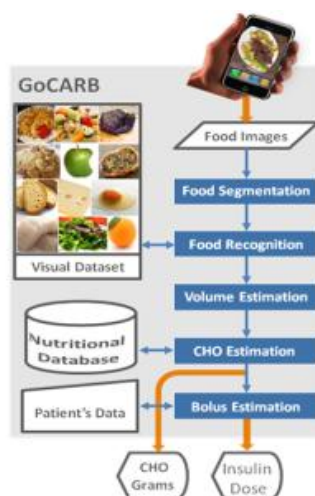 GoCARB
Food Images
Food Segmentation
Food Recognition
Visual Dataset
Volume Estimation
Nutritional
Database
CHO Estimation
Patient's Data
Bolus Estimation
CHO
Grams
Insulin
Dose